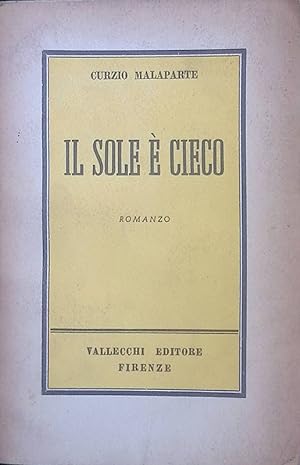 CURZIO MALAPARTE
IL SOLE È CIECO
ROMANZO
VALLECCHI EDITORE
FIRENZE